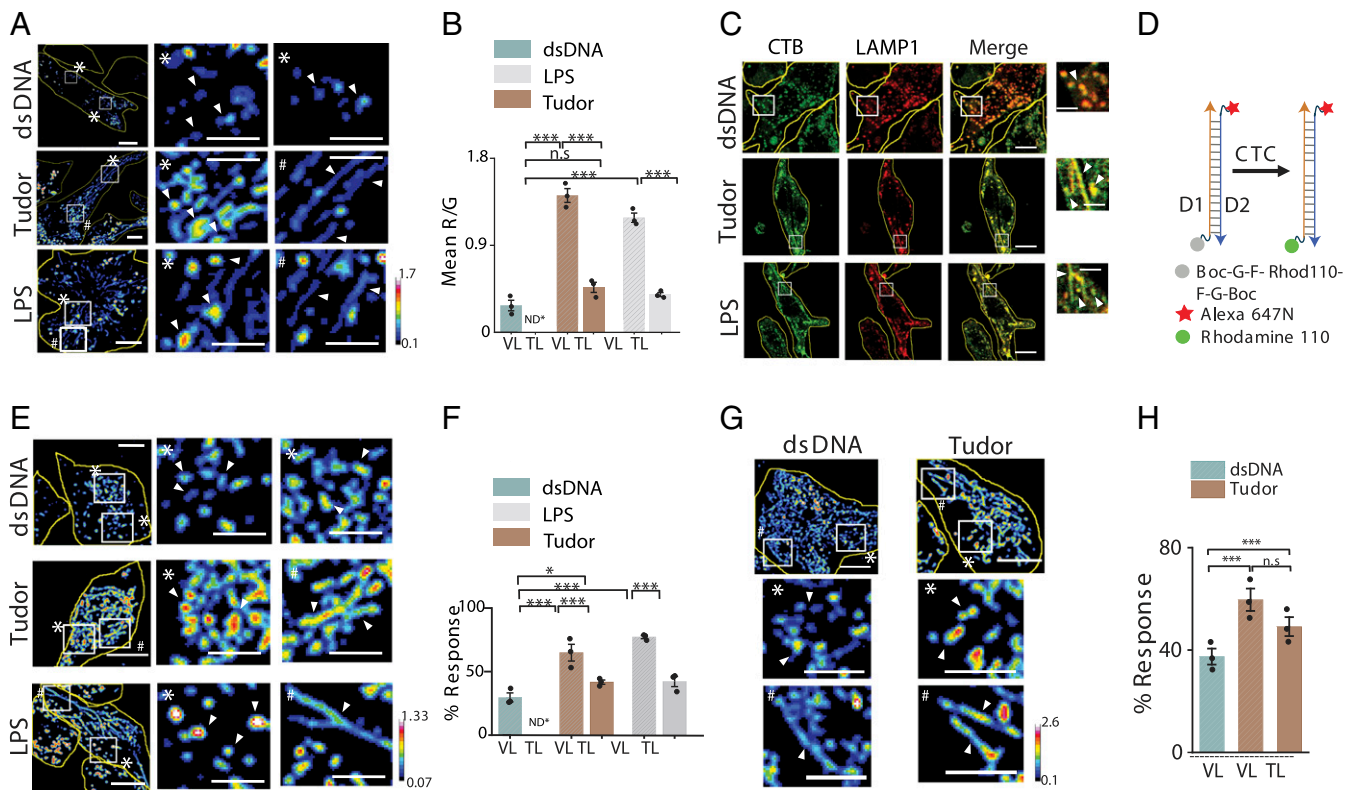 A
dsDNA
*
*
*
*
Tudor
*
#
*
#
LPS
*
#
*
#
1.7
0.1
B
dsDNA
LPS
Tudor
*** ***
n.s
*** ***
1.8
0.9
0
Mean R/G
ND*
VL TL VL TL VL TL
C
CTB LAMP1 Merge
dsDNA
Tudor
LPS
D
CTC
D1 D2
Boc-G-F- Rhod110-
F-G-Boc
Alexa 647N
Rhodamine 110
E
dsDNA
*
*
*
*
Tudor
*
#
*
#
LPS
#
*
*
#
1.33
0.07
F
dsDNA
LPS
Tudor
*
*** ***
*** ***
100
50
0
% Response
ND*
VL TL VL TL VL TL
G
dsDNA Tudor
#
*
#
*
*
*
#
#
2.6
0.1
H
dsDNA
Tudor
***
*** n.s
80
40
0
% Response
VL VL TL